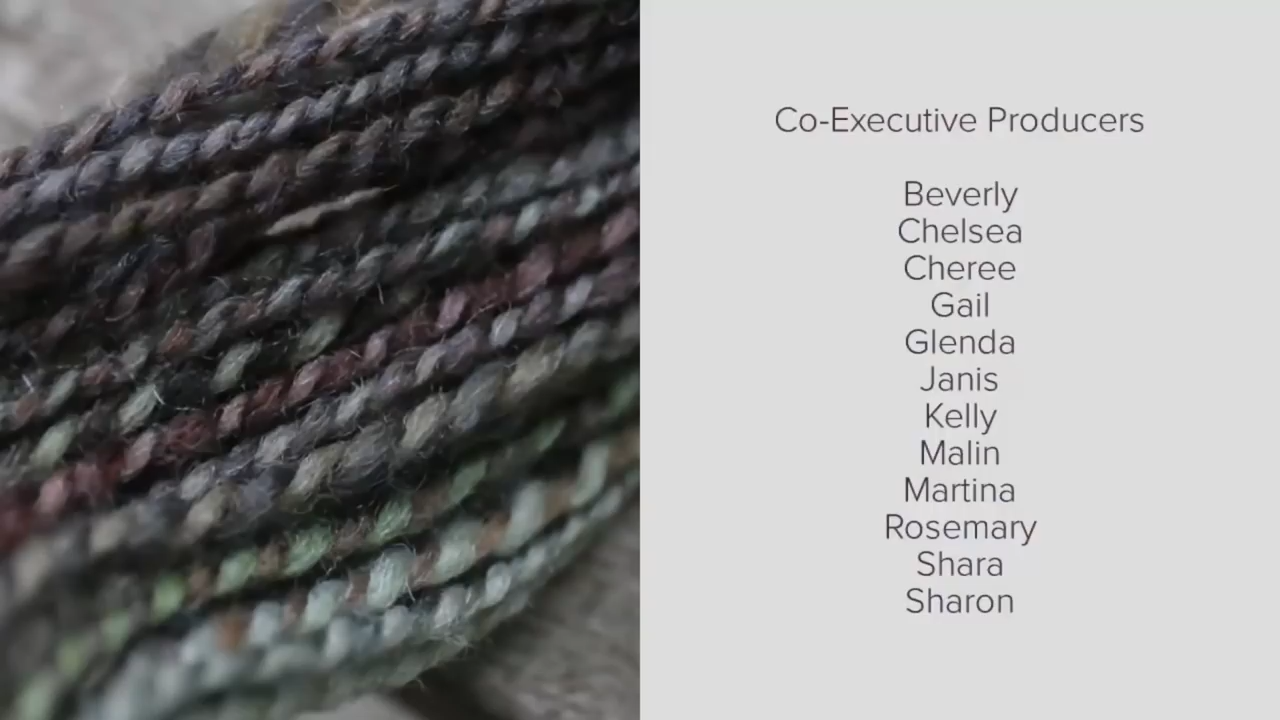 Co-Executive Producers
Beverly
Chelsea
Cheree
Gail
Glenda
Janis
Kelly
Malin
Martina
Rosemary
Shara
Sharon